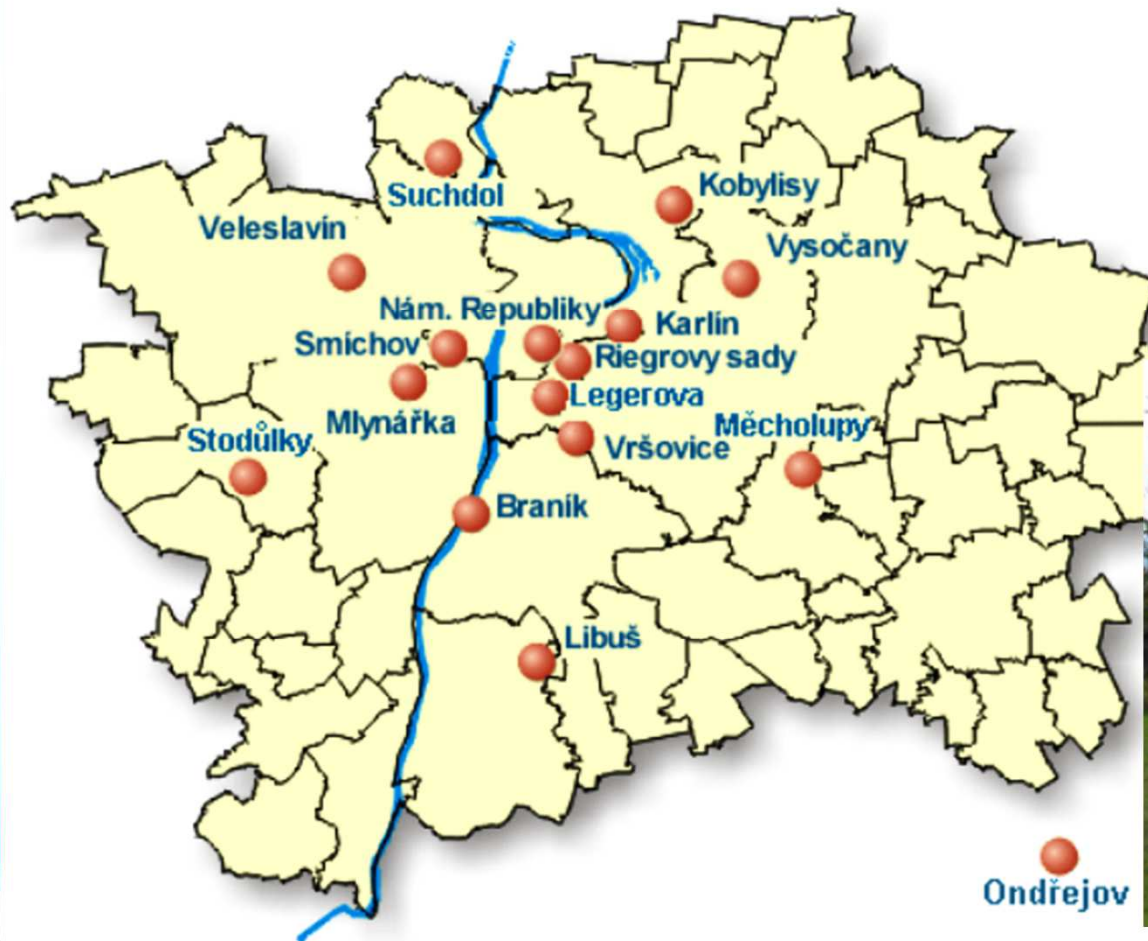 Suchdol
Kobylisy
Veleslavín
Vysočany
Nám. Republiky
Karlín
Smíchov
Riegrovy sady
Legerova
Mlynářka
Měcholupy
Stodůlky
Vršovice
Braník
Libuš
Ondřejov